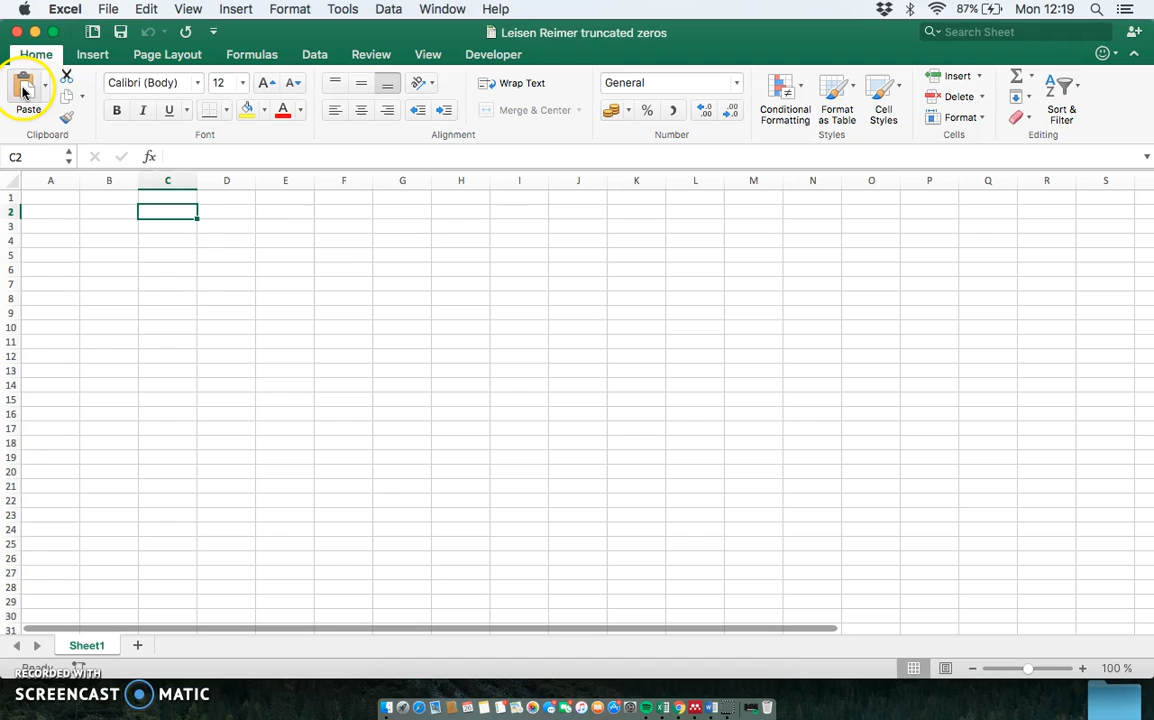 Excel File Edit View Insert Format Tools Data Window Help 87% Mon 12:19
Leisen Reimer truncated zeros Search Sheet
Home Insert Page Layout Formulas Data Review View Developer
Paste Calibri (Body) 12 A A Wrap Text General Conditional Formatting Format as Table Cell Styles Insert Delete Format Sort & Filter
B I U A Merge & Center % .0 .00 .00 .0
Clipboard Font Alignment Number Styles Cells Editing
C2 fx
A B C D E F G H I J K L M N O P Q R S
1
2
3
4
5
6
7
8
9
10
11
12
13
14
15
16
17
18
19
20
21
22
23
24
25
26
27
28
29
30
31
Sheet1 +
Ready 100 %
RECORDED WITH
SCREENCAST MATIC